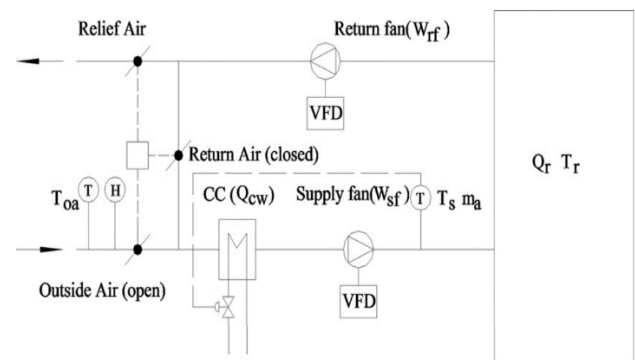 Relief Air
Return fan(Wrf)
VFD
Return Air (closed)
Qr Tr
Toa
T
H
CC (Qcw)
Supply fan(Wsf)
T
Ts ma
Outside Air (open)
VFD